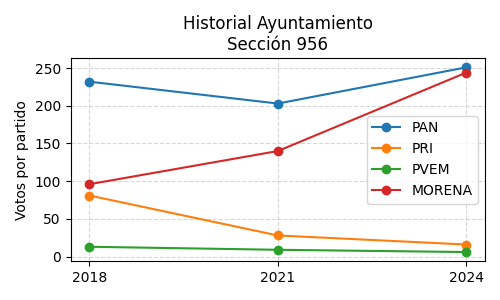 Historial Ayuntamiento
Sección 956
Votos por partido
250
200
150
100
50
0
PAN
PRI
PVEM
MORENA
2018
2021
2024